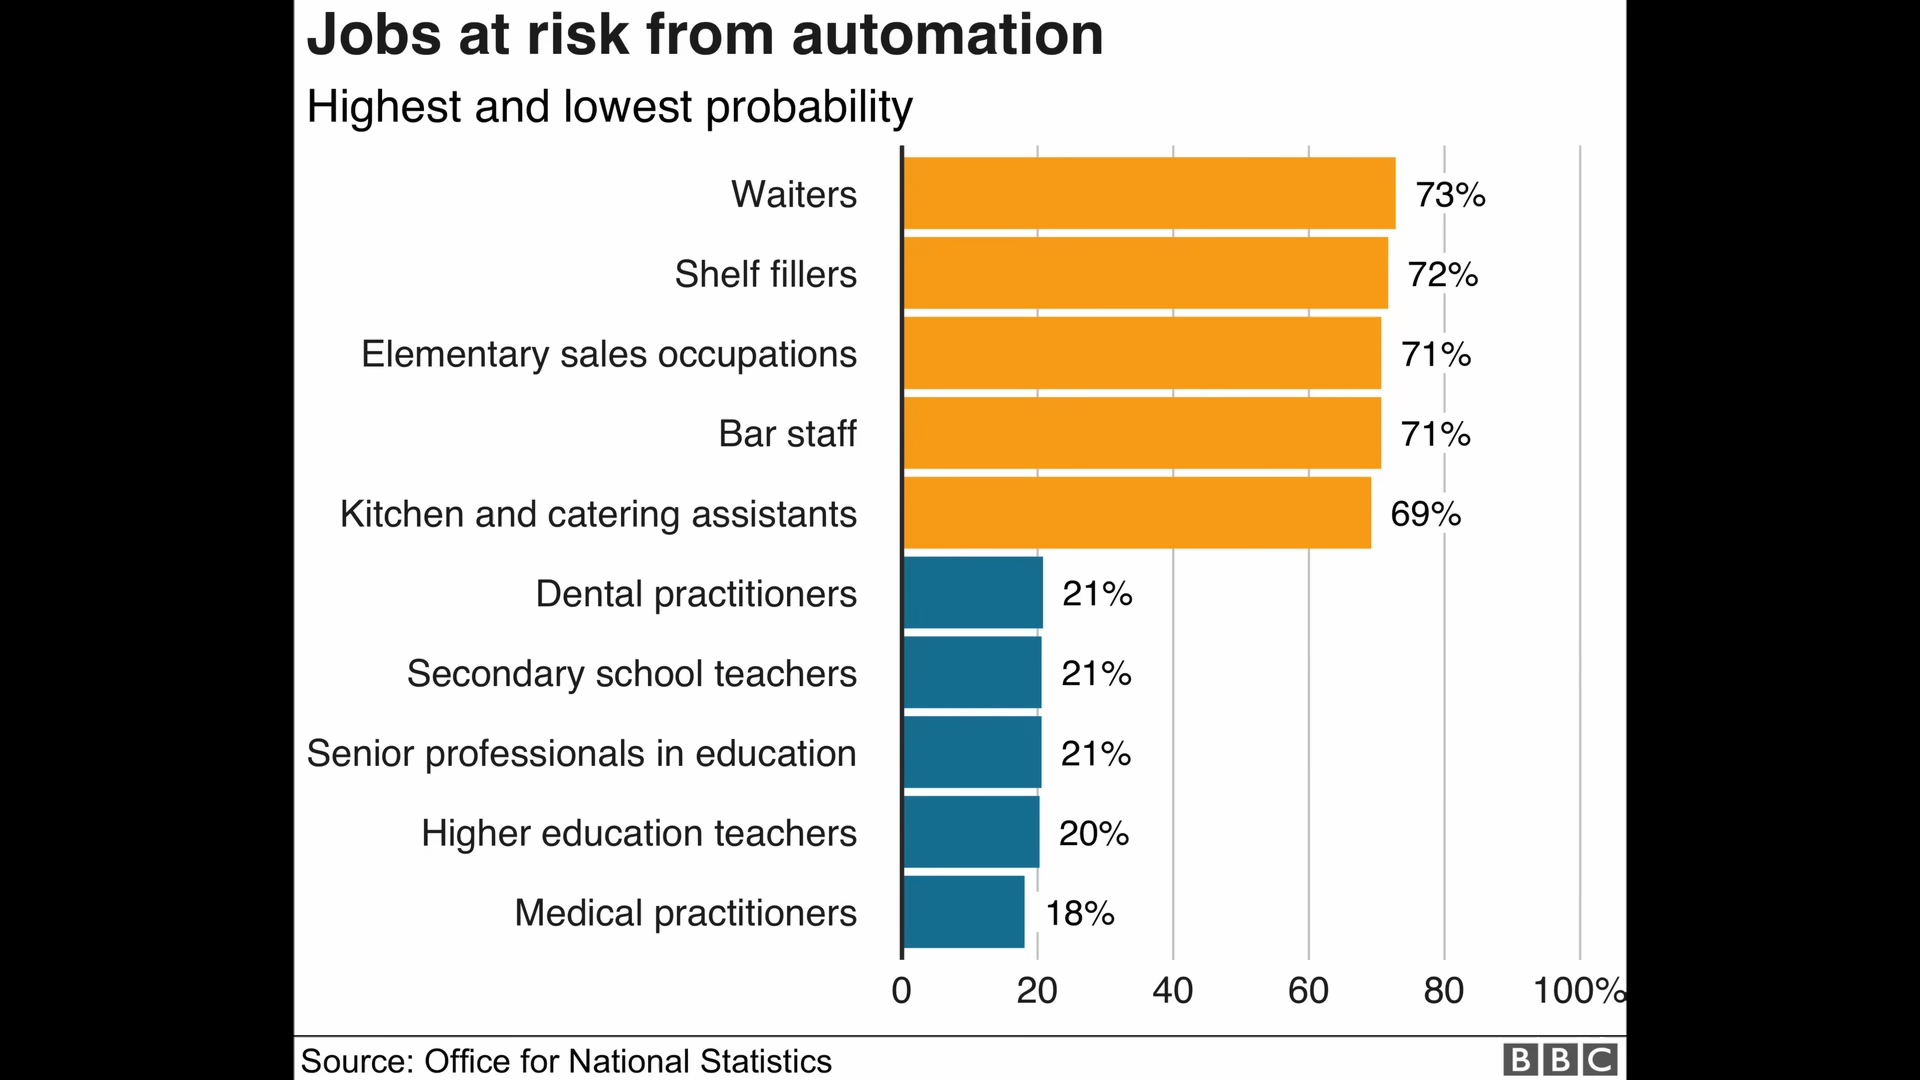 Jobs at risk from automation
Highest and lowest probability
Waiters 73%
Shelf fillers 72%
Elementary sales occupations 71%
Bar staff 71%
Kitchen and catering assistants 69%
Dental practitioners 21%
Secondary school teachers 21%
Senior professionals in education 21%
Higher education teachers 20%
Medical practitioners 18%
0 20 40 60 80 100%
Source: Office for National Statistics BBC